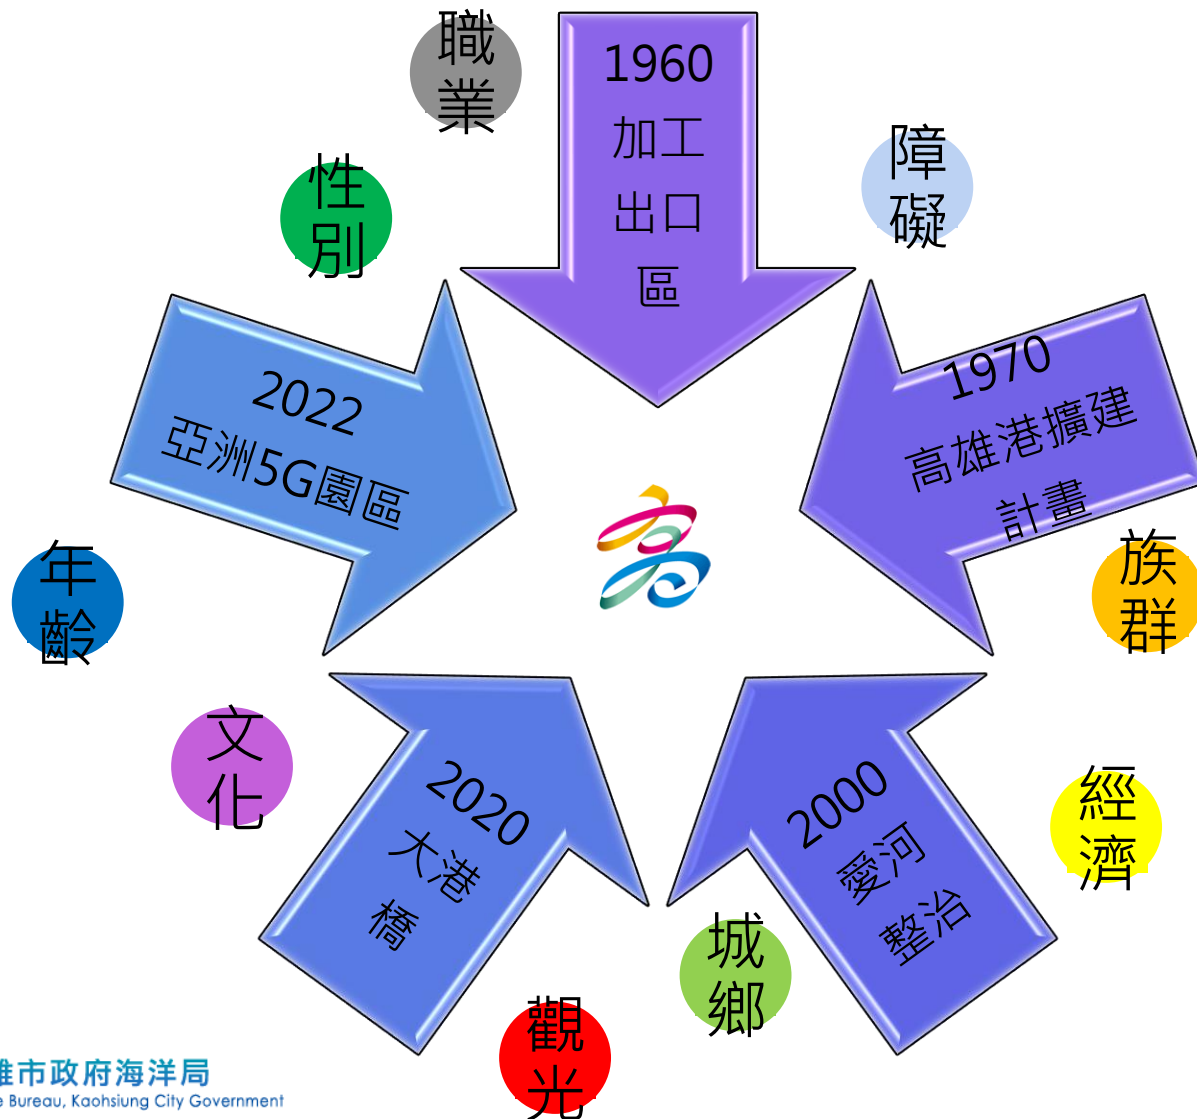 職
業
1960
加工
出口
區
障
礙
性
別
1970
高雄港擴建
計畫
2022
亞洲5G園區
族
群
年
齡
文
化
2020
大港
橋
2000
愛河
整治
經
濟
城
鄉
觀
光
雄市政府海洋局
e Bureau, Kaohsiung City Government